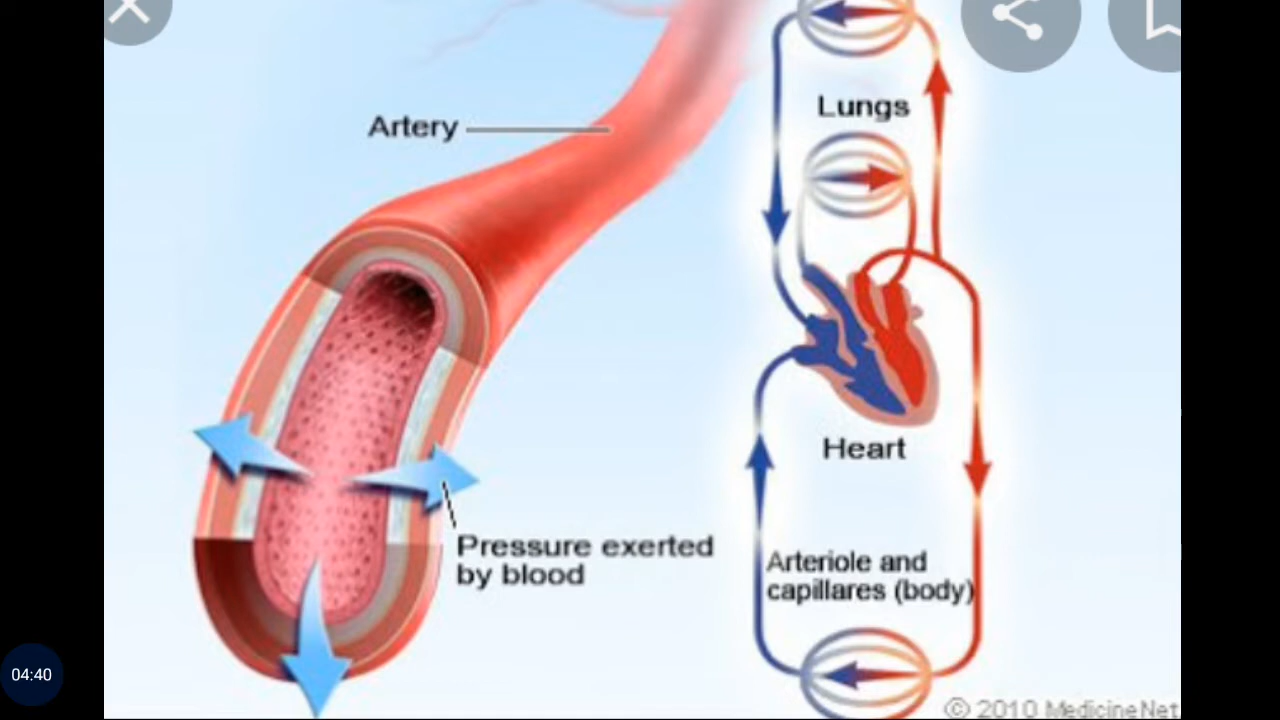 Lungs
Artery
Heart
Pressure exerted
by blood
Arteriole and
capillares (body)
04:40
© 2010 MedicineNet